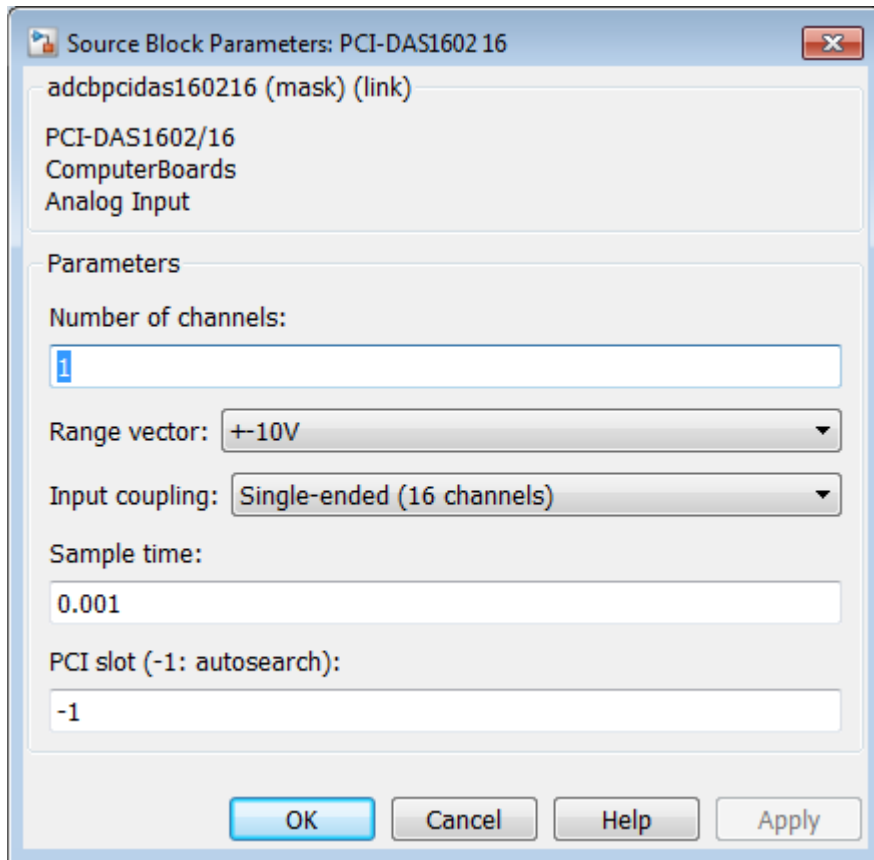 Source Block Parameters: PCI-DAS1602 16
adcbpcidas160216 (mask) (link)
PCI-DAS1602/16
ComputerBoards
Analog Input
Parameters
Number of channels:
1
Range vector: +-10V
Input coupling: Single-ended (16 channels)
Sample time:
0.001
PCI slot (-1: autosearch):
-1
OK Cancel Help Apply